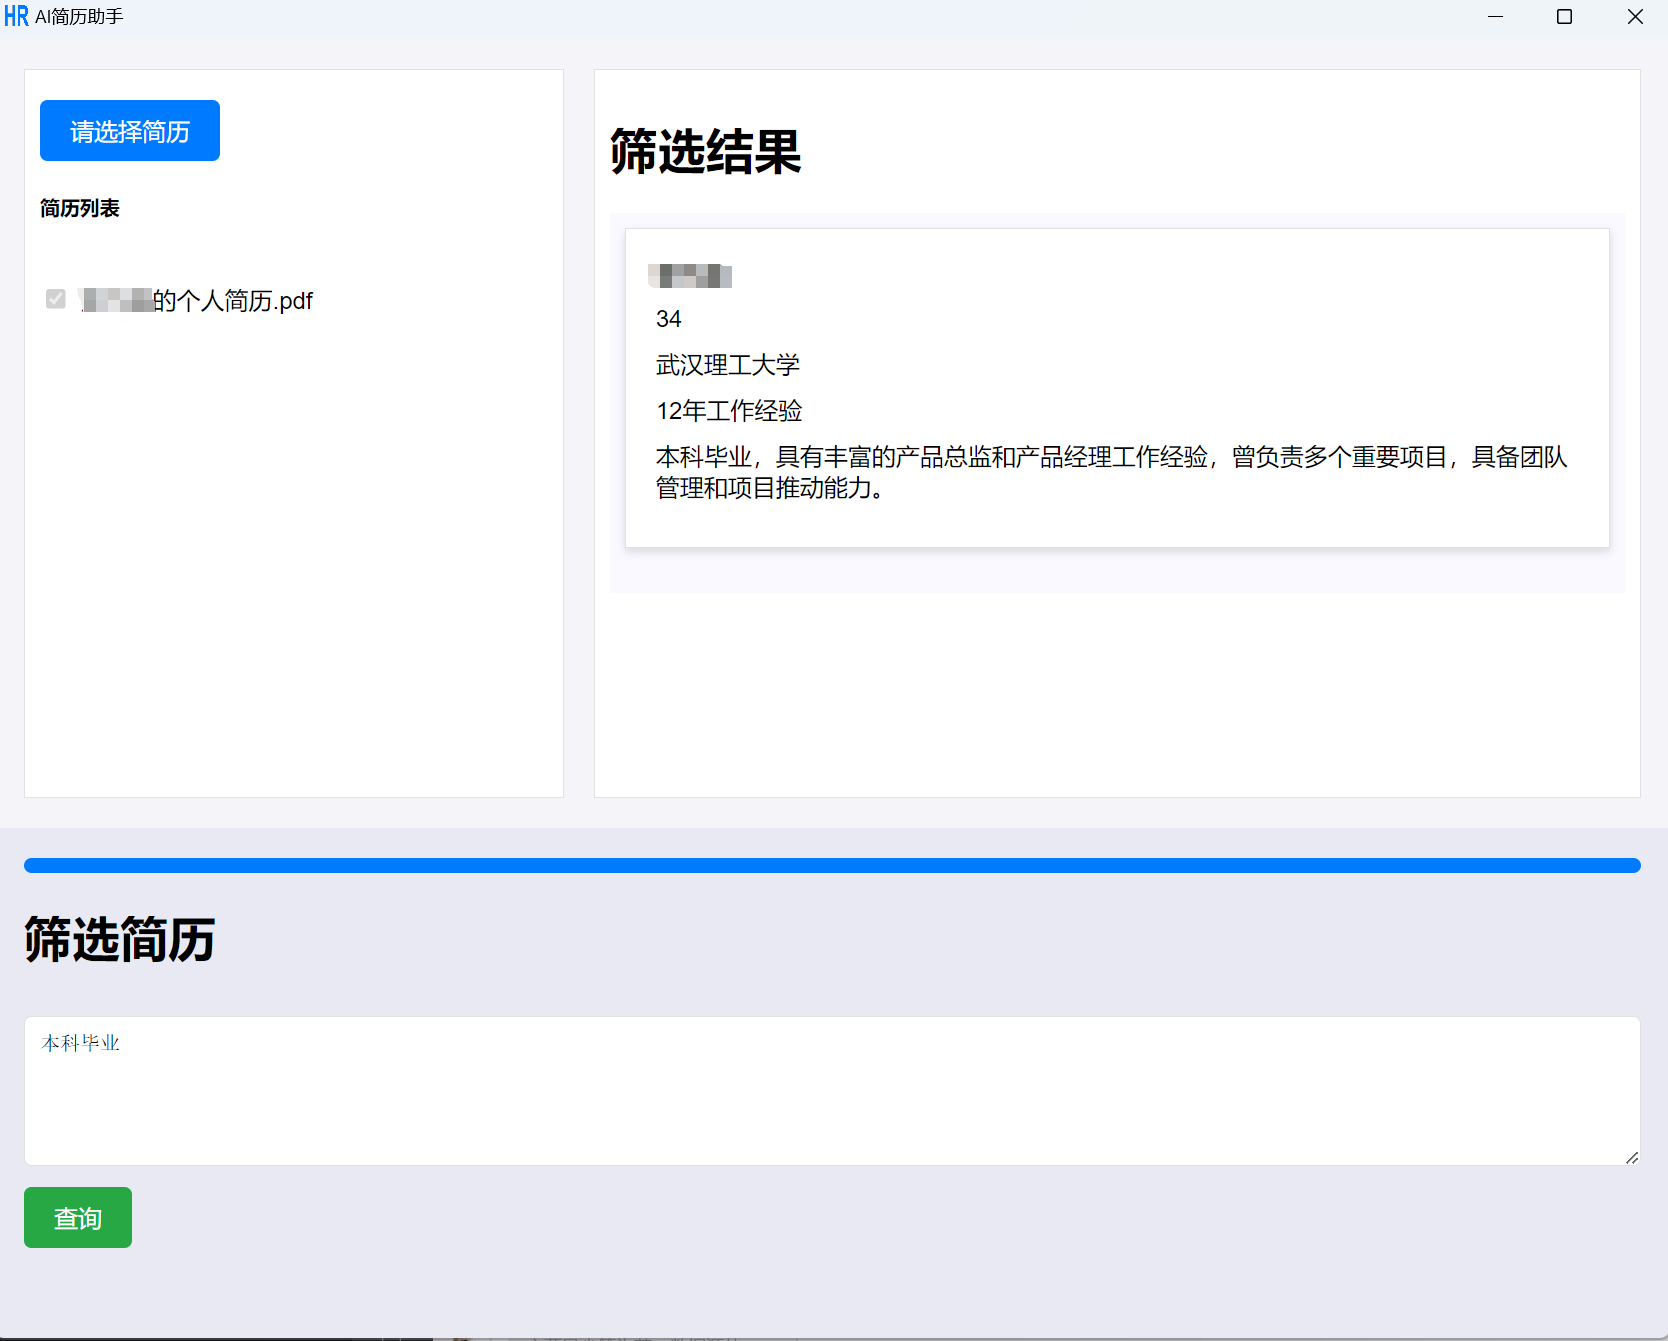 HR AI简历助手
请选择简历
简历列表
的个人简历.pdf
筛选结果
34
武汉理工大学
12年工作经验
本科毕业，具有丰富的产品总监和产品经理工作经验，曾负责多个重要项目，具备团队
管理和项目推动能力。
筛选简历
本科毕业
查询